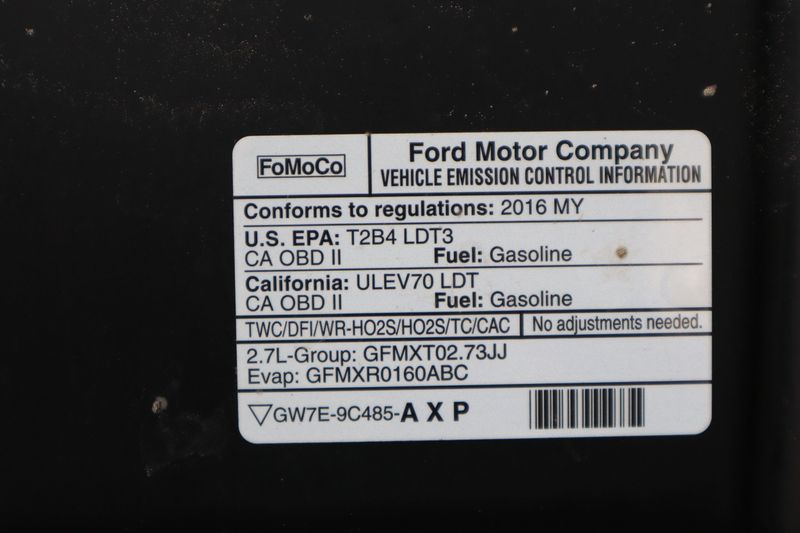 FoMoCo
Ford Motor Company
VEHICLE EMISSION CONTROL INFORMATION
Conforms to regulations: 2016 MY
U.S. EPA: T2B4 LDT3
CA OBD II Fuel: Gasoline
California: ULEV70 LDT
CA OBD II Fuel: Gasoline
TWC/DFI/WR-HO2S/HO2S/TC/CAC No adjustments needed.
2.7L-Group: GFMXT02.73JJ
Evap: GFMXR0160ABC
GW7E-9C485-A X P